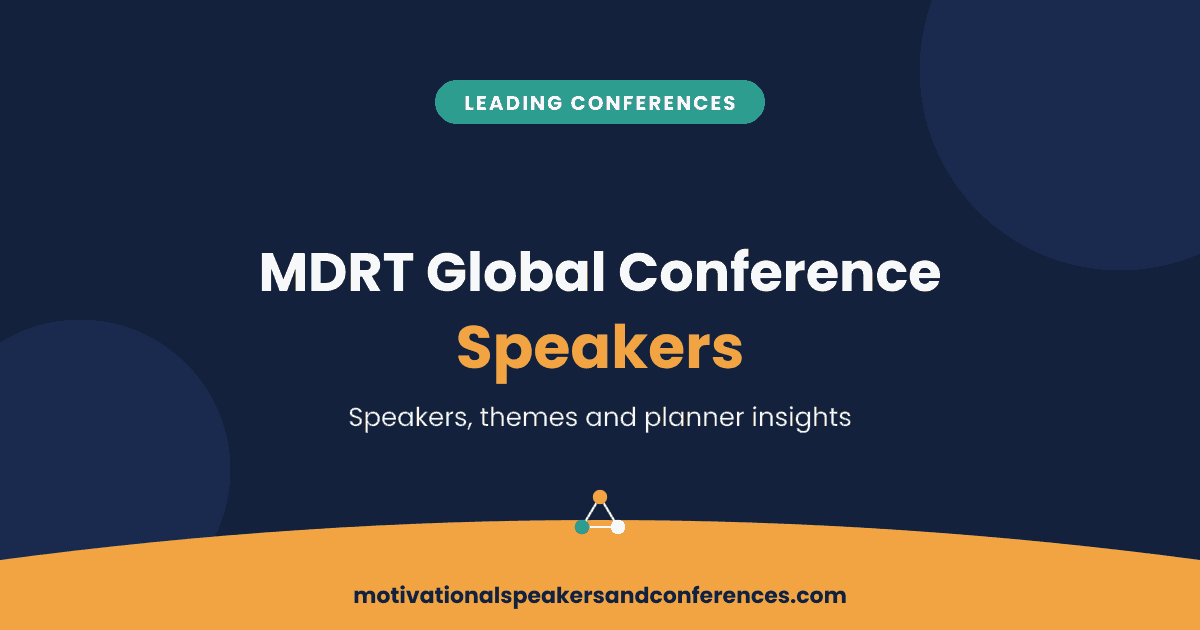 LEADING CONFERENCES
MDRT Global Conference
Speakers
Speakers, themes and planner insights
motivationalspeakersandconferences.com